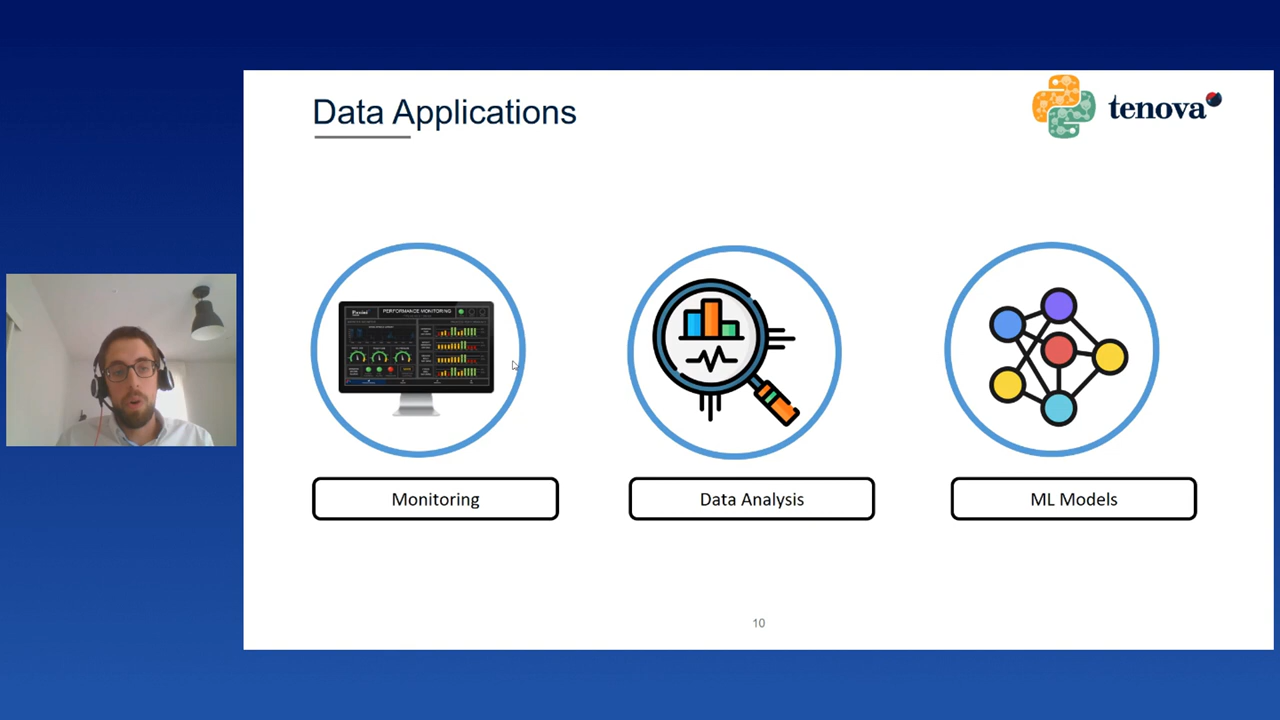 Data Applications
tenova
PERFORMANCE MONITORING
Monitoring
Data Analysis
ML Models
10